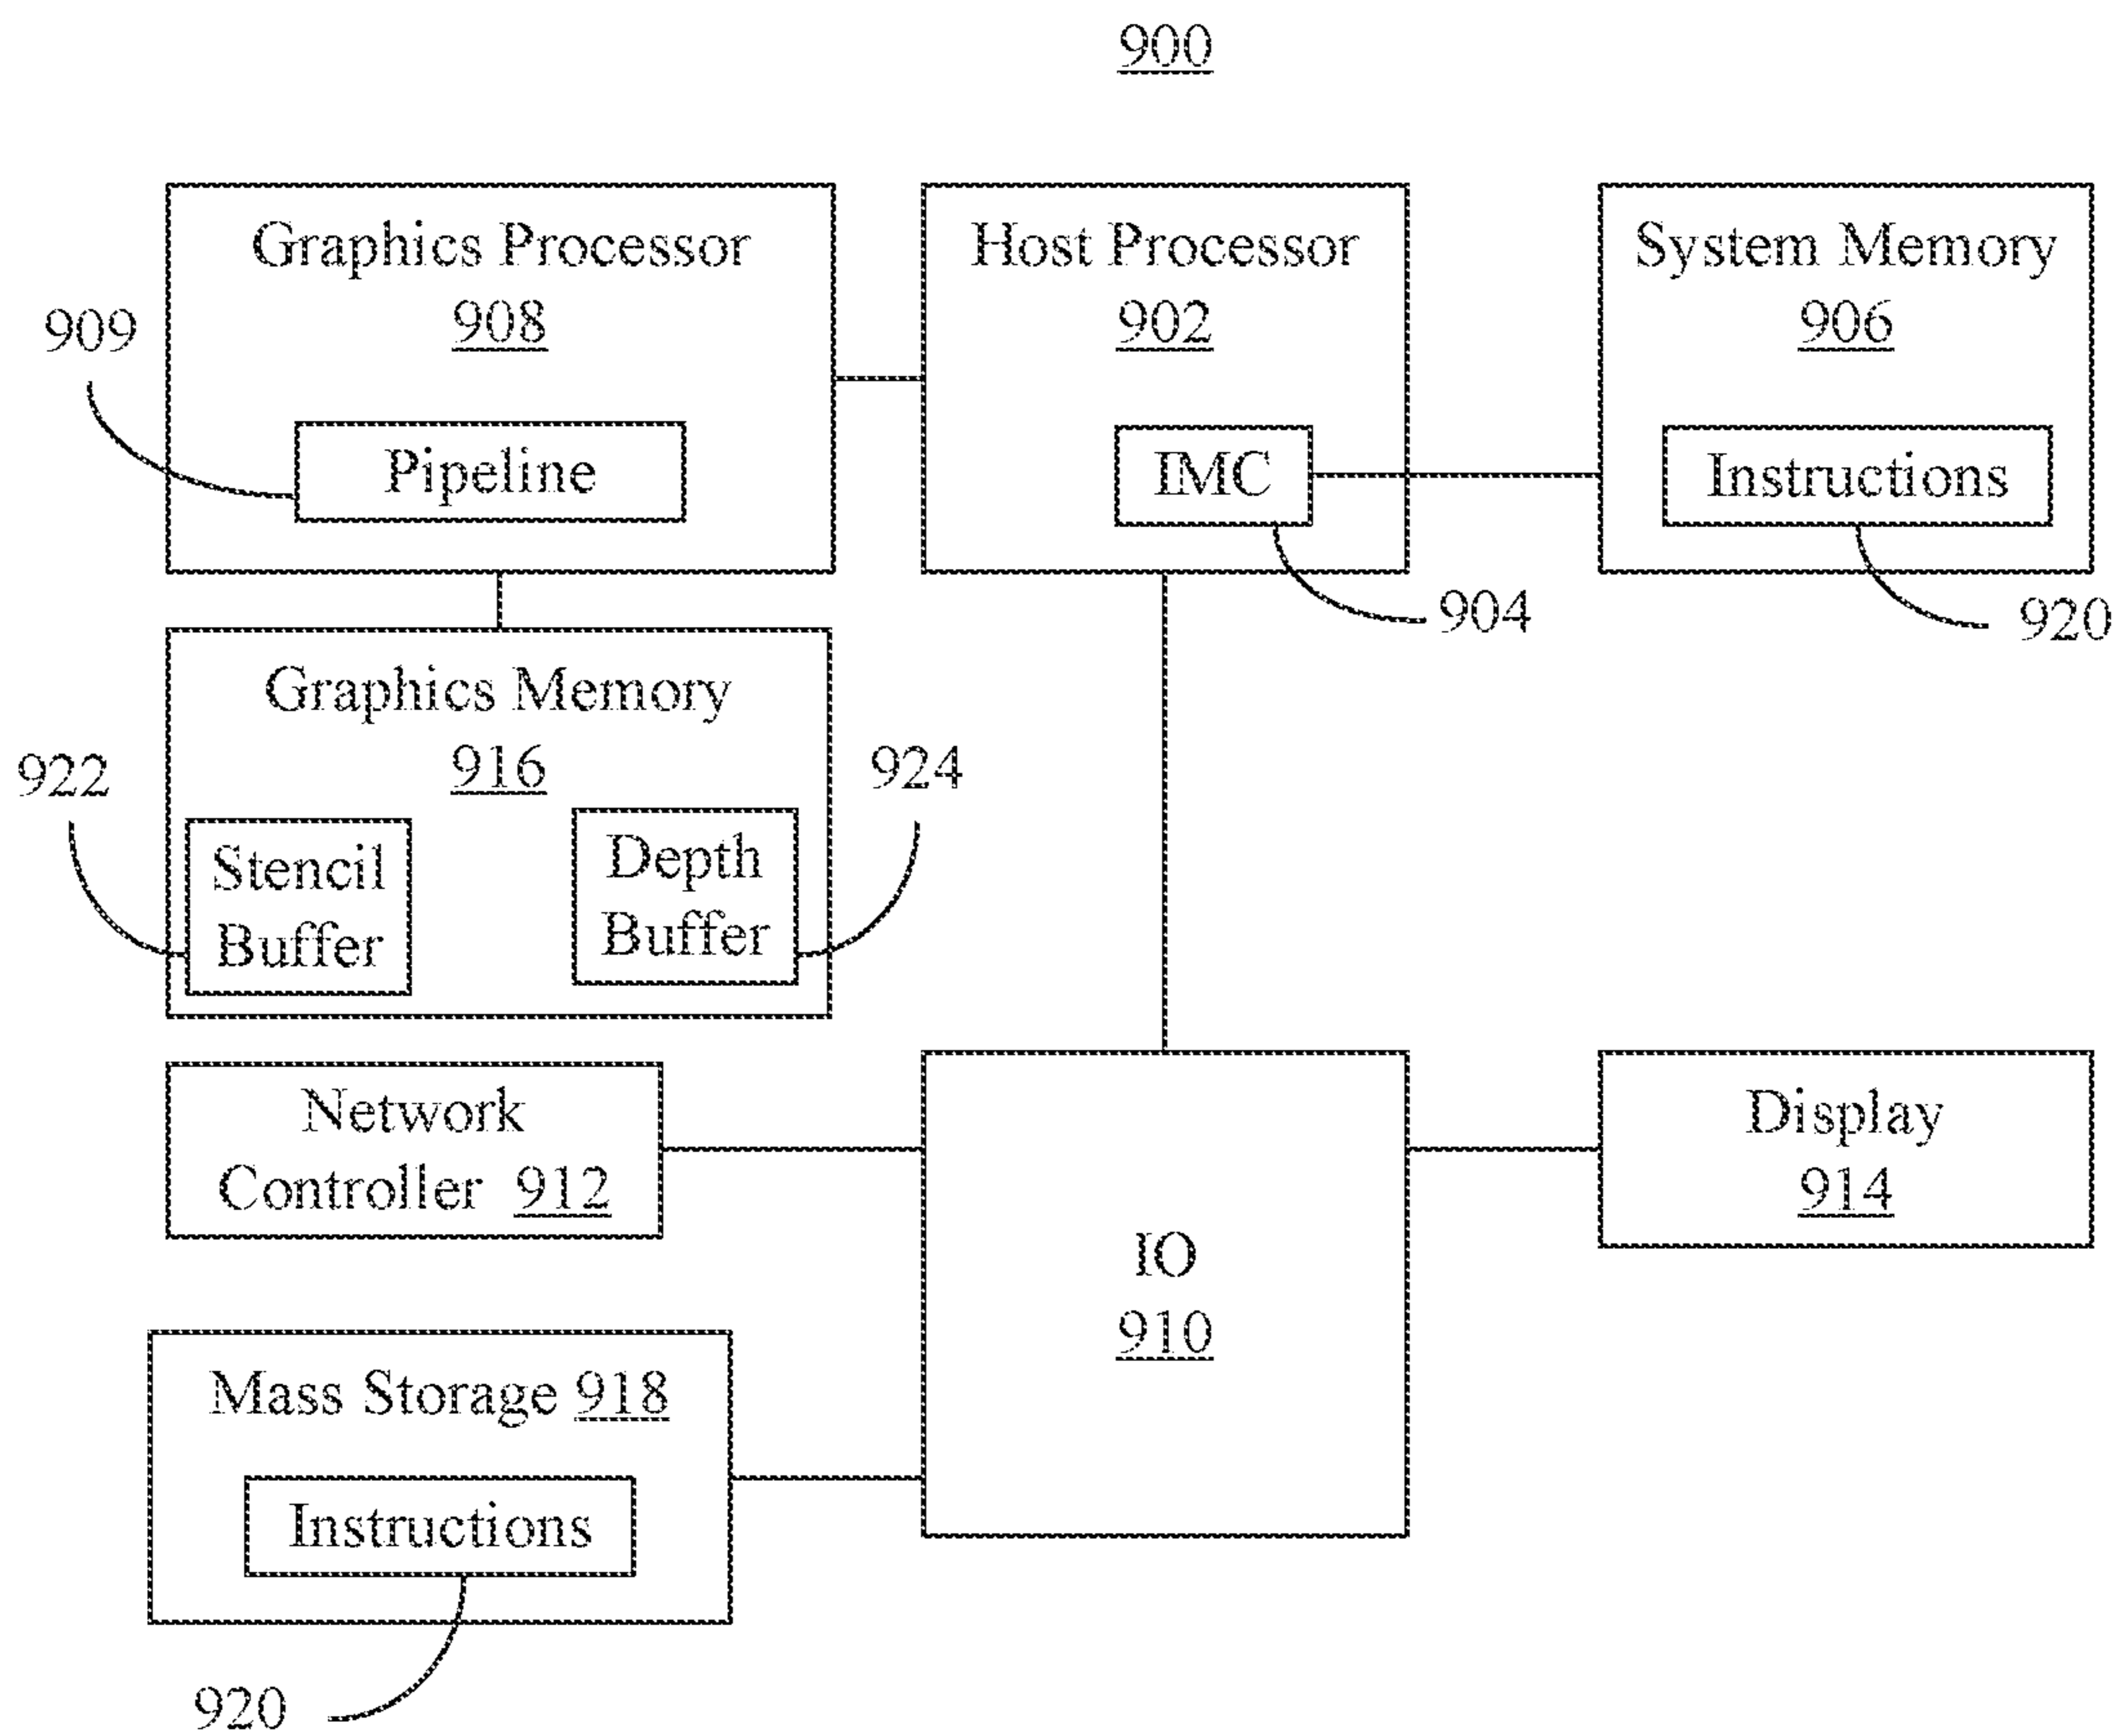 900
Graphics Processor
908
909
Pipeline
Host Processor
902
IMC
904
System Memory
906
Instructions
920
Graphics Memory
916
922
924
Stencil
Buffer
Depth
Buffer
Network
Controller 912
IO
910
Display
914
Mass Storage 918
Instructions
920